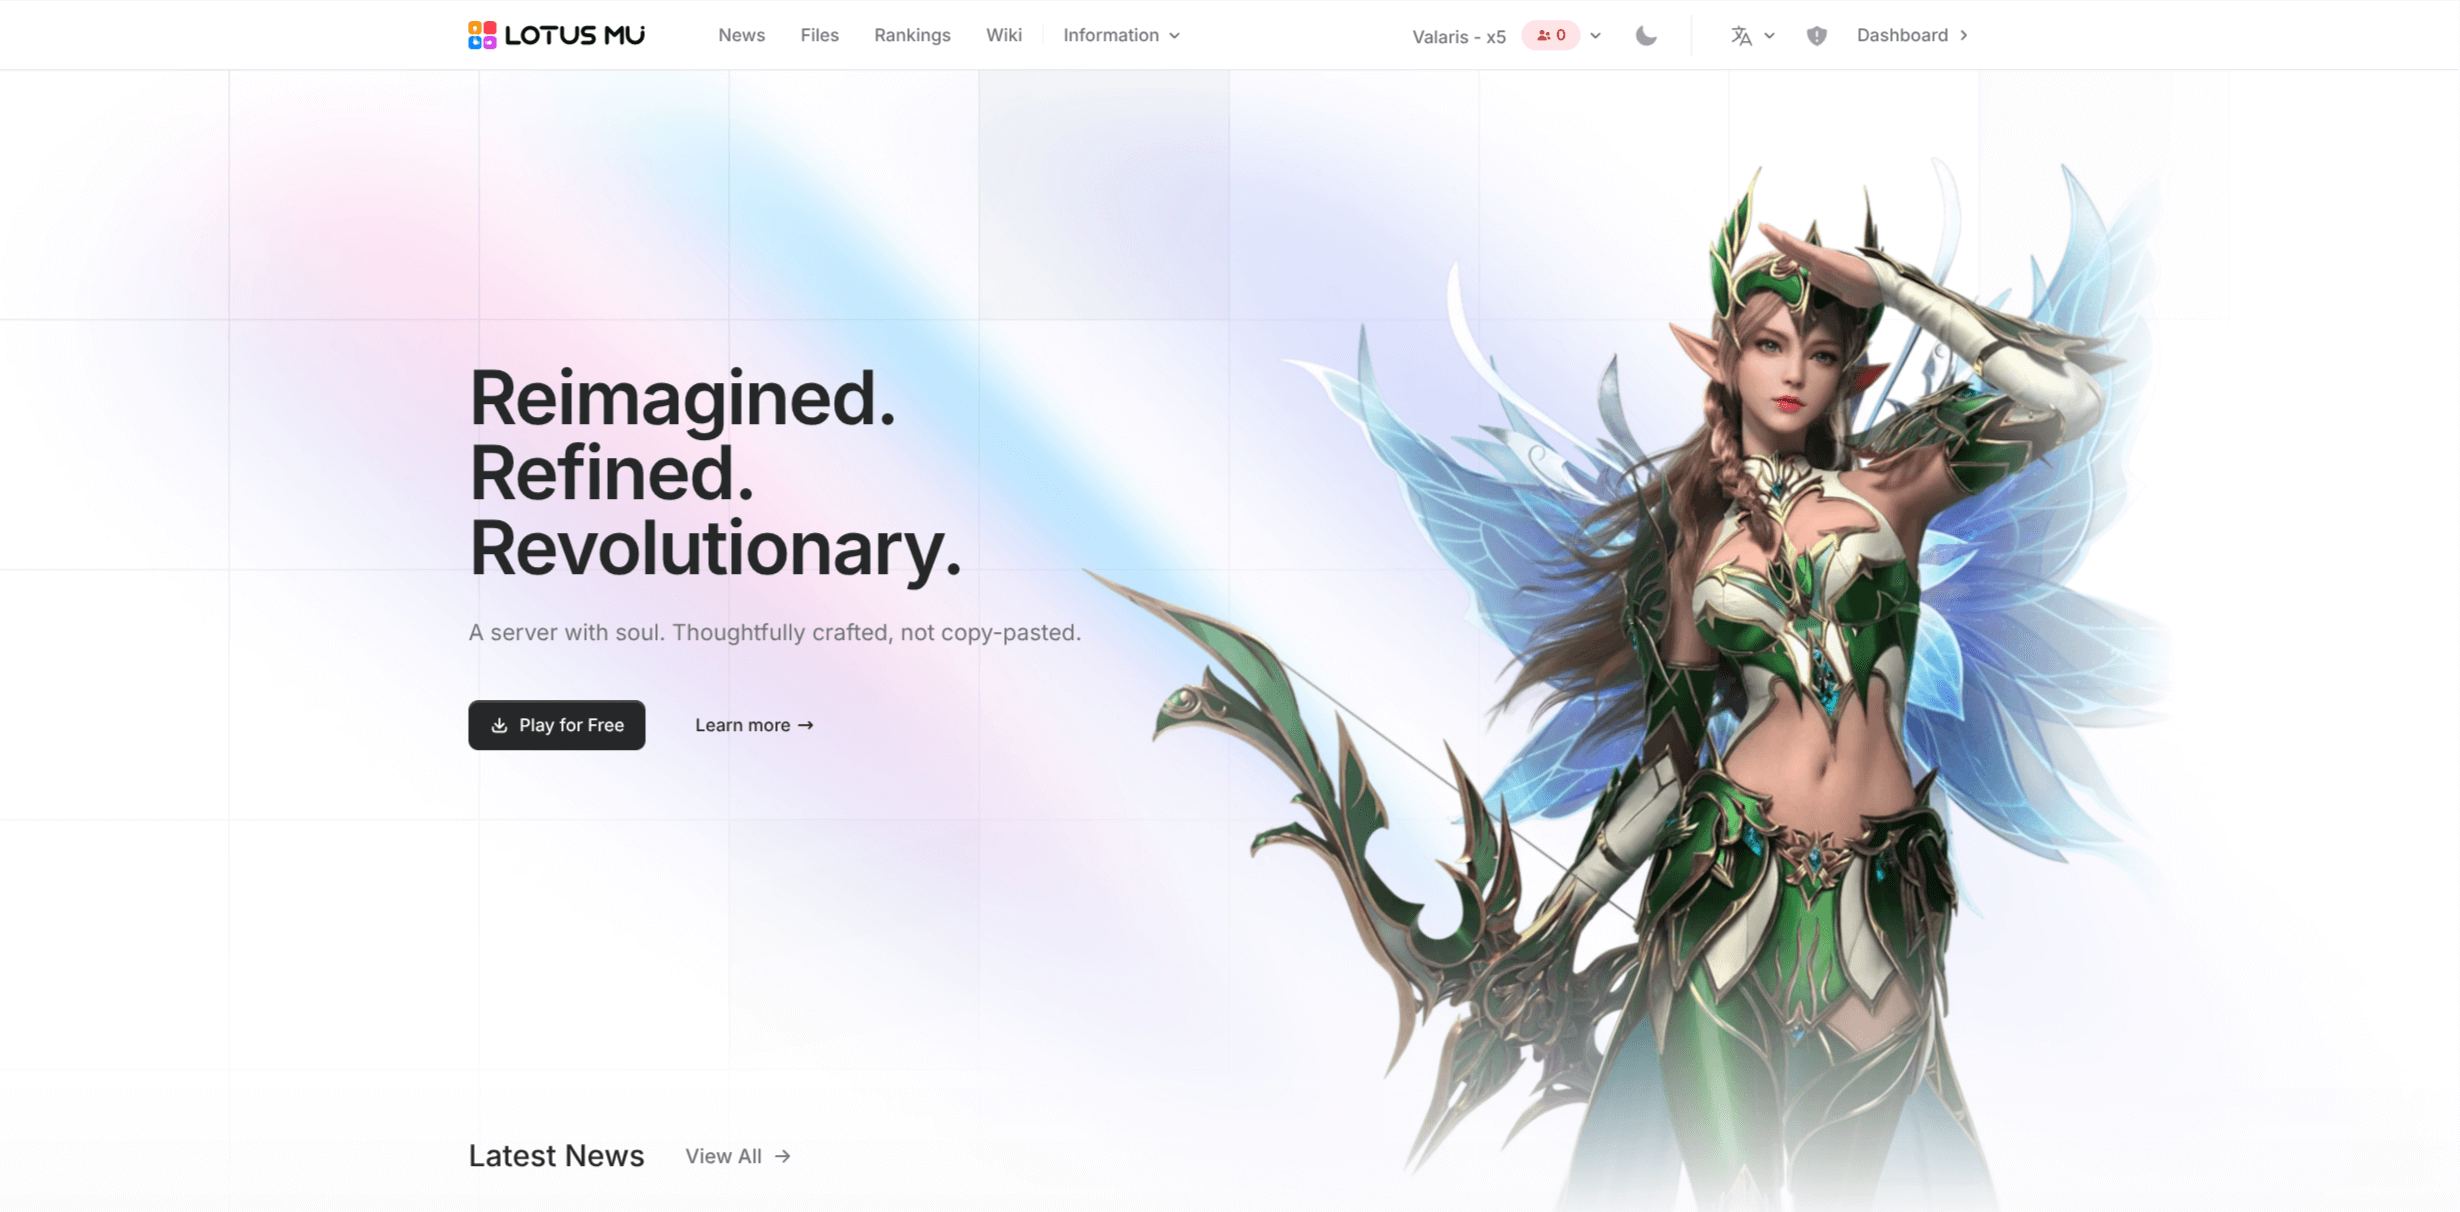 LOTUS MU
News
Files
Rankings
Wiki
Information
Valaris - x5
0
Dashboard
Reimagined.
Refined.
Revolutionary.
A server with soul. Thoughtfully crafted, not copy-pasted.
Play for Free
Learn more →
Latest News
View All →